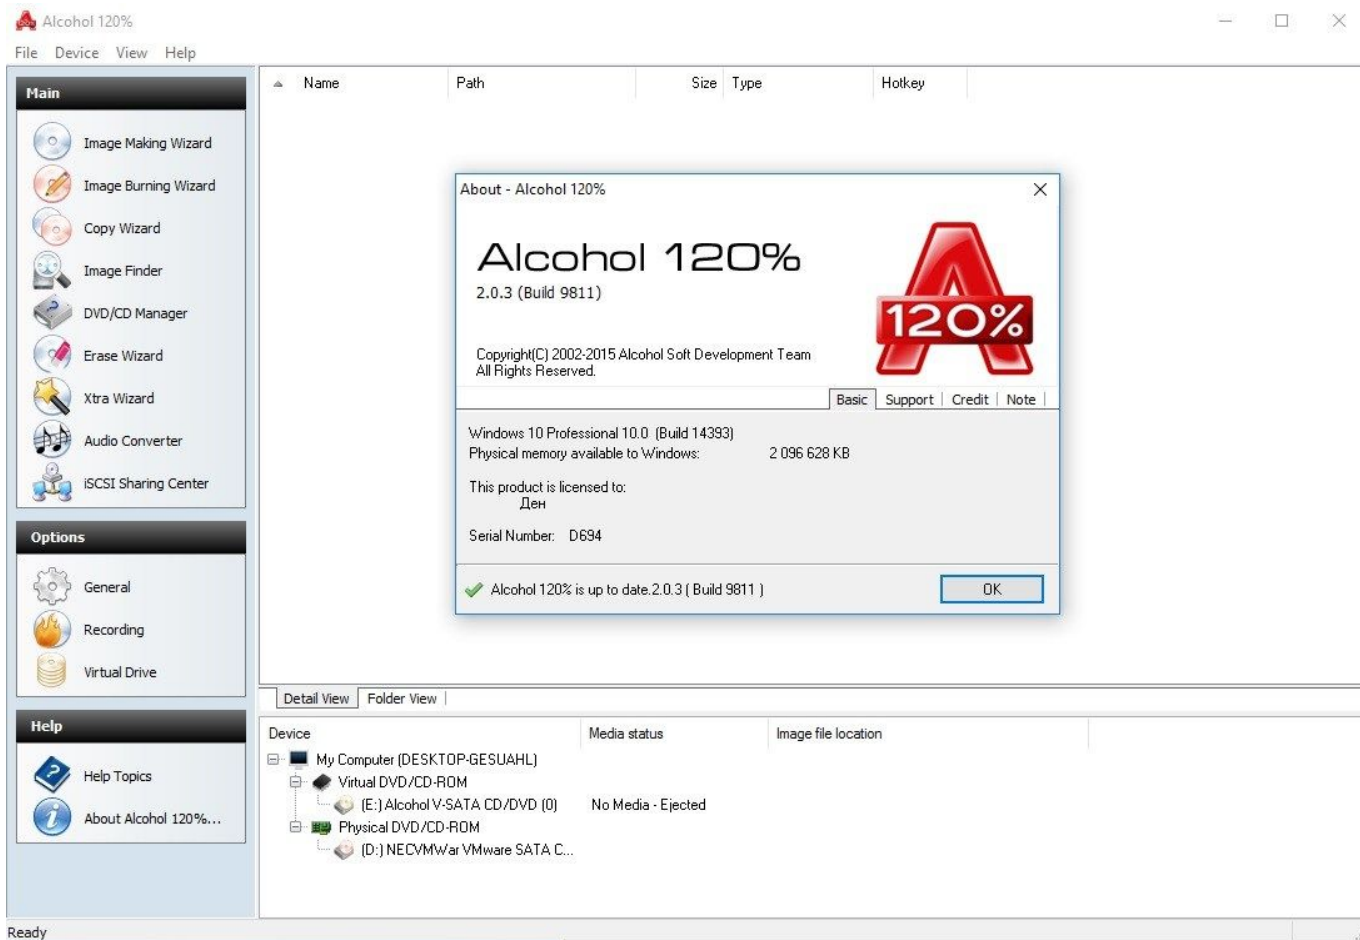 Alcohol 120%
File Device View Help
Main
Image Making Wizard
Image Burning Wizard
Copy Wizard
Image Finder
DVD/CD Manager
Erase Wizard
Xtra Wizard
Audio Converter
iSCSI Sharing Center
Options
General
Recording
Virtual Drive
Help
Help Topics
About Alcohol 120%...
Name Path Size Type Hotkey
About - Alcohol 120%
Alcohol 120%
2.0.3 (Build 9811)
120%
Copyright(C) 2002-2015 Alcohol Soft Development Team
All Rights Reserved.
Basic Support Credit Note
Windows 10 Professional 10.0 (Build 14393)
Physical memory available to Windows: 2 096 628 KB
This product is licensed to:
Ден
Serial Number: D694
Alcohol 120% is up to date.2.0.3 ( Build 9811 )
OK
Detail View Folder View
Device Media status Image file location
My Computer (DESKTOP-GESUAHL)
Virtual DVD/CD-ROM
(E:) Alcohol V-SATA CD/DVD (0) No Media - Ejected
Physical DVD/CD-ROM
(D:) NECVMWar VMware SATA C...
Ready